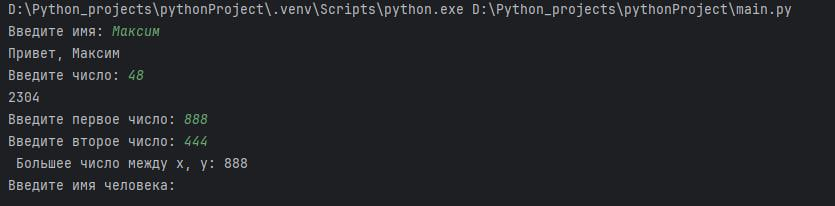 D:\Python_projects\pythonProject\.venv\Scripts\python.exe D:\Python_projects\pythonProject\main.py
Введите имя: Максим
Привет, Максим
Введите число: 48
2304
Введите первое число: 888
Введите второе число: 444
 Большее число между x, y: 888
Введите имя человека: